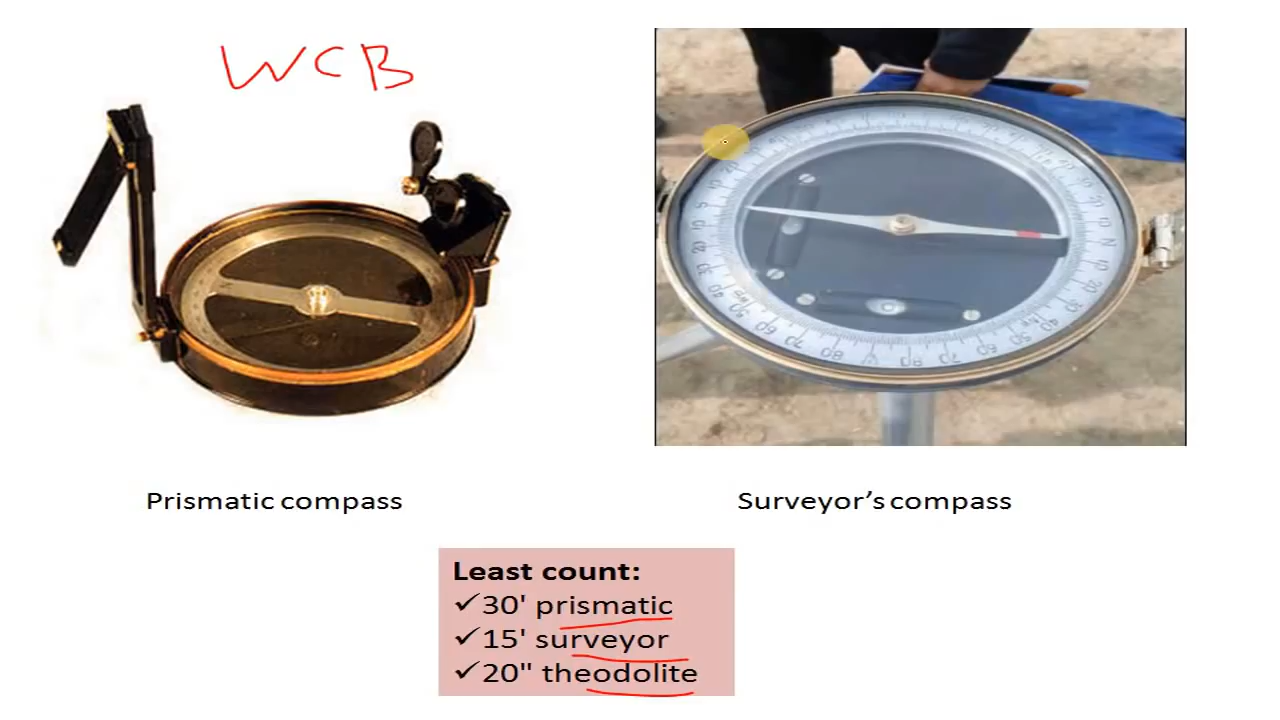 WCB
Prismatic compass
Surveyor's compass
Least count:
✓30' prismatic
✓15' surveyor
✓20" theodolite